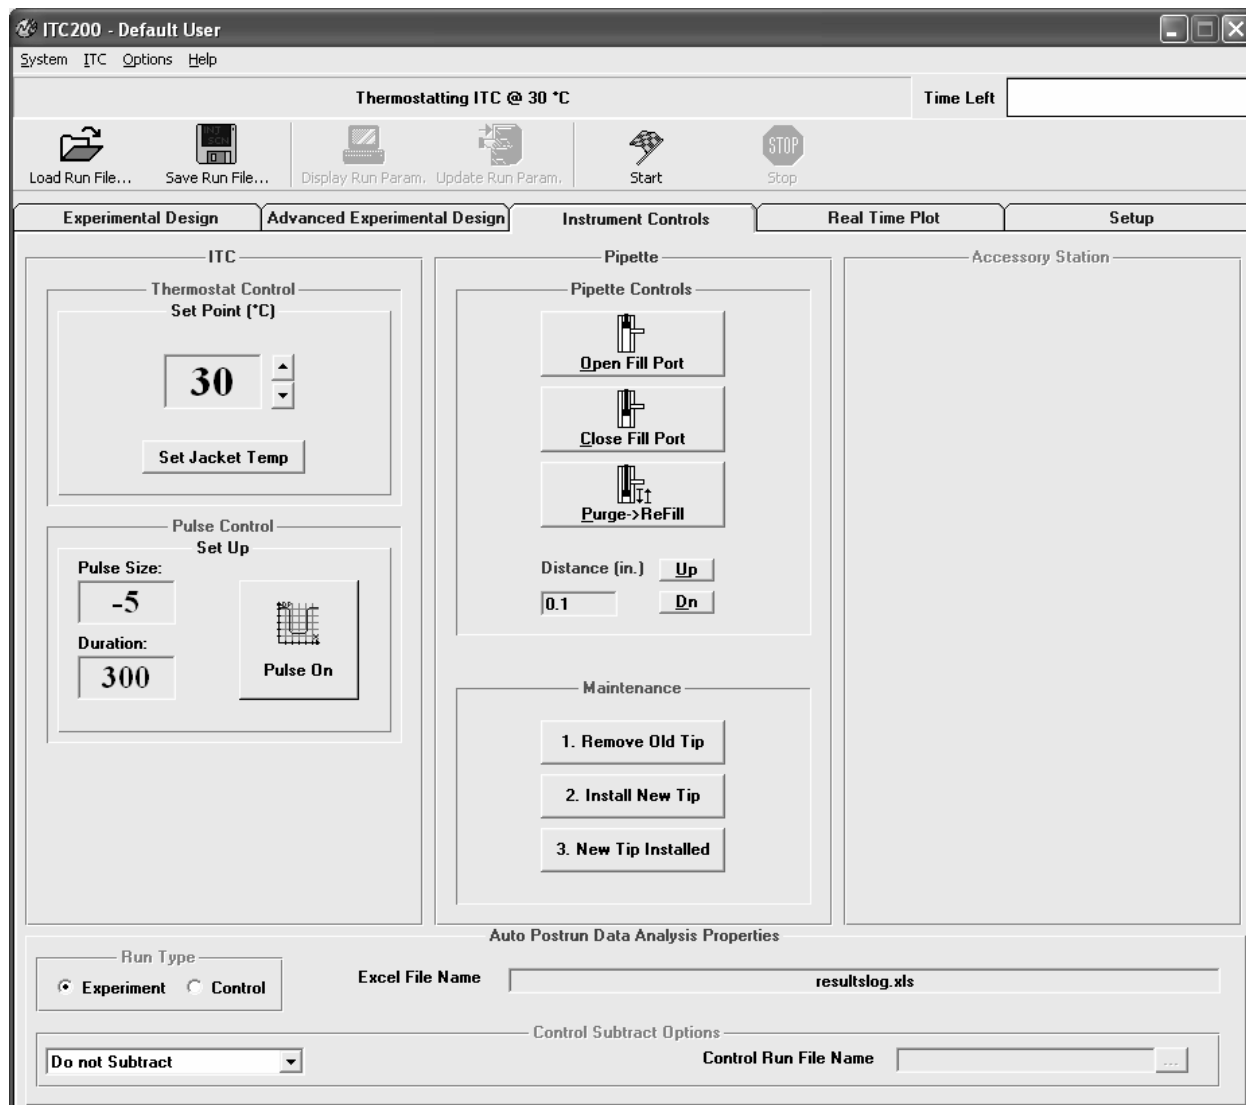 ITC200 - Default User
System ITC Options Help
Thermostatting ITC @ 30 °C
Time Left
Load Run File...
Save Run File...
Display Run Param.
Update Run Param.
Start
STOP
Stop
Experimental Design
Advanced Experimental Design
Instrument Controls
Real Time Plot
Setup
ITC
Thermostat Control
Set Point (°C)
30
Set Jacket Temp
Pulse Control
Set Up
Pulse Size:
-5
Duration:
300
DP
Pulse On
Pipette
Pipette Controls
Open Fill Port
Close Fill Port
Purge->ReFill
Distance (in.)
Up
0.1
Dn
Maintenance
1. Remove Old Tip
2. Install New Tip
3. New Tip Installed
Accessory Station
Auto Postrun Data Analysis Properties
Run Type
Experiment
Control
Excel File Name
resultslog.xls
Control Subtract Options
Do not Subtract
Control Run File Name
...